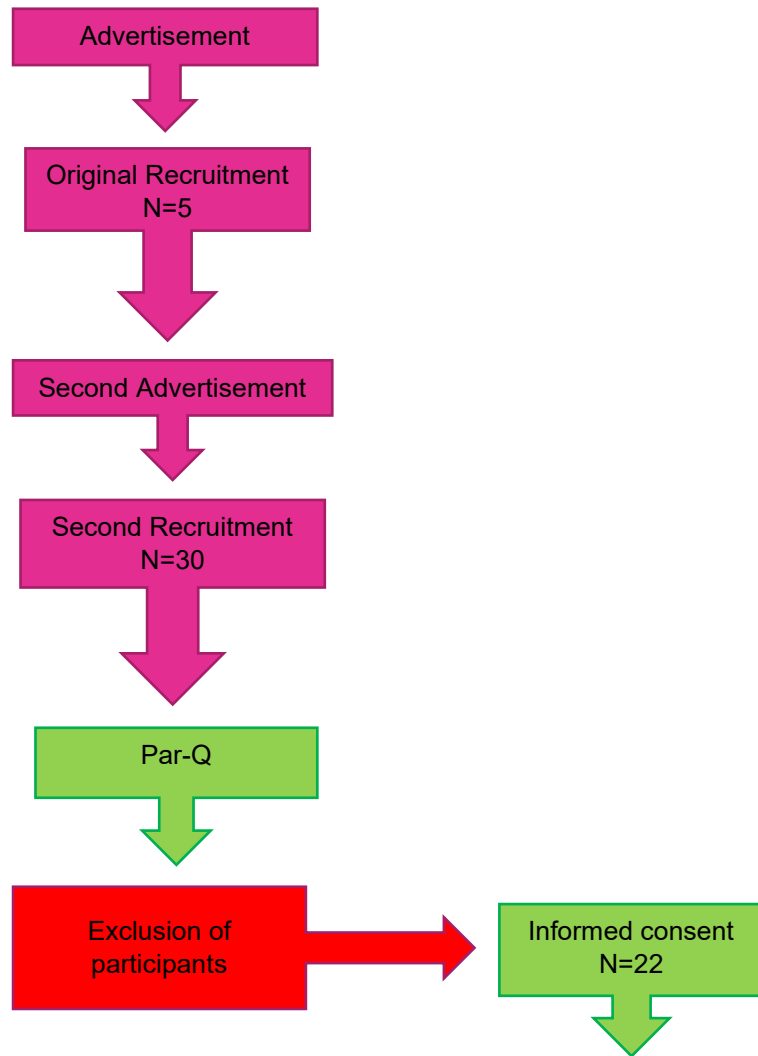 Advertisement
Original Recruitment
N=5
Second Advertisement
Second Recruitment
N=30
Par-Q
Exclusion of
participants
Informed consent
N=22